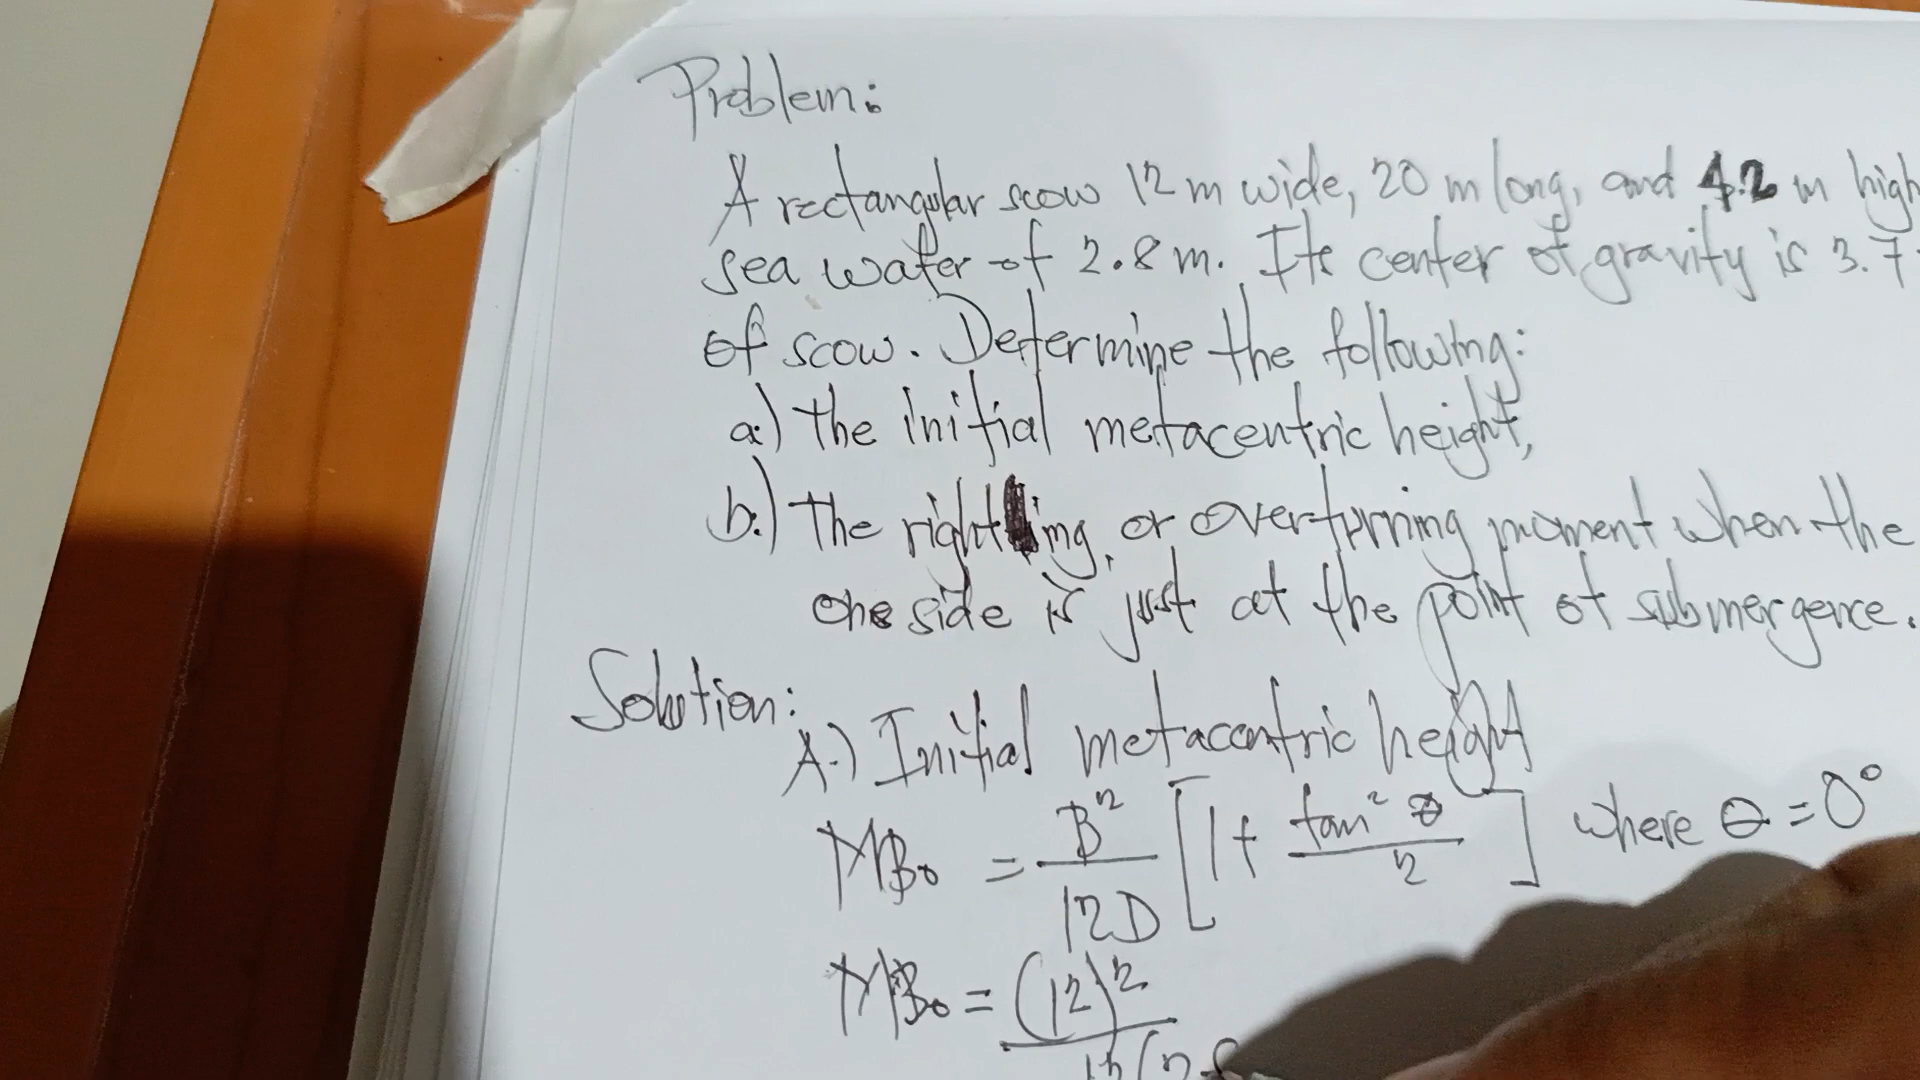 Problem:
A rectangular scow 12 m wide, 20 m long, and 4.2 m high
sea water of 2.8 m. Its center of gravity is 3.7
of scow. Determine the following:
a.) the initial metacentric height,
b.) the righting or overturning moment when the
one side is just at the point of submergence.
Solution:
A.) Initial metacentric height
MBo = B² / 12D [1 + tan² θ / 2] where θ = 0°
MBo = (12)² / 12(2.8